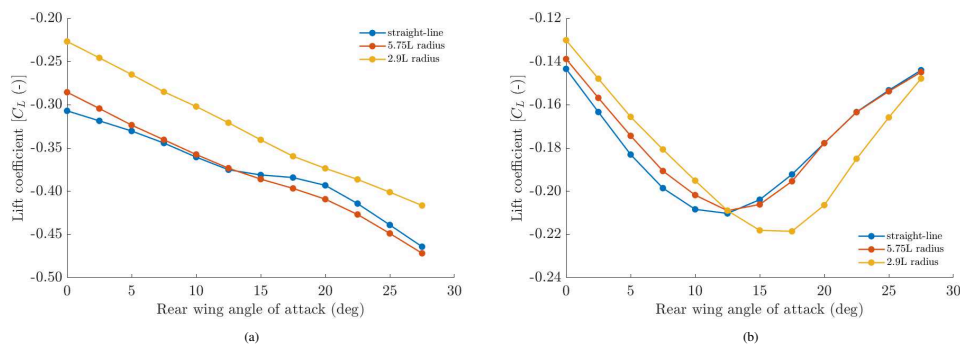 -0.20
-0.25
-0.30
-0.35
-0.40
-0.45
-0.50
Lift coefficient [C_L (-)]
0 5 10 15 20 25 30
Rear wing angle of attack (deg)
straight-line
5.75L radius
2.9L radius
(a)
-0.12
-0.14
-0.16
-0.18
-0.20
-0.22
-0.24
Lift coefficient [C_L (-)]
0 5 10 15 20 25 30
Rear wing angle of attack (deg)
straight-line
5.75L radius
2.9L radius
(b)